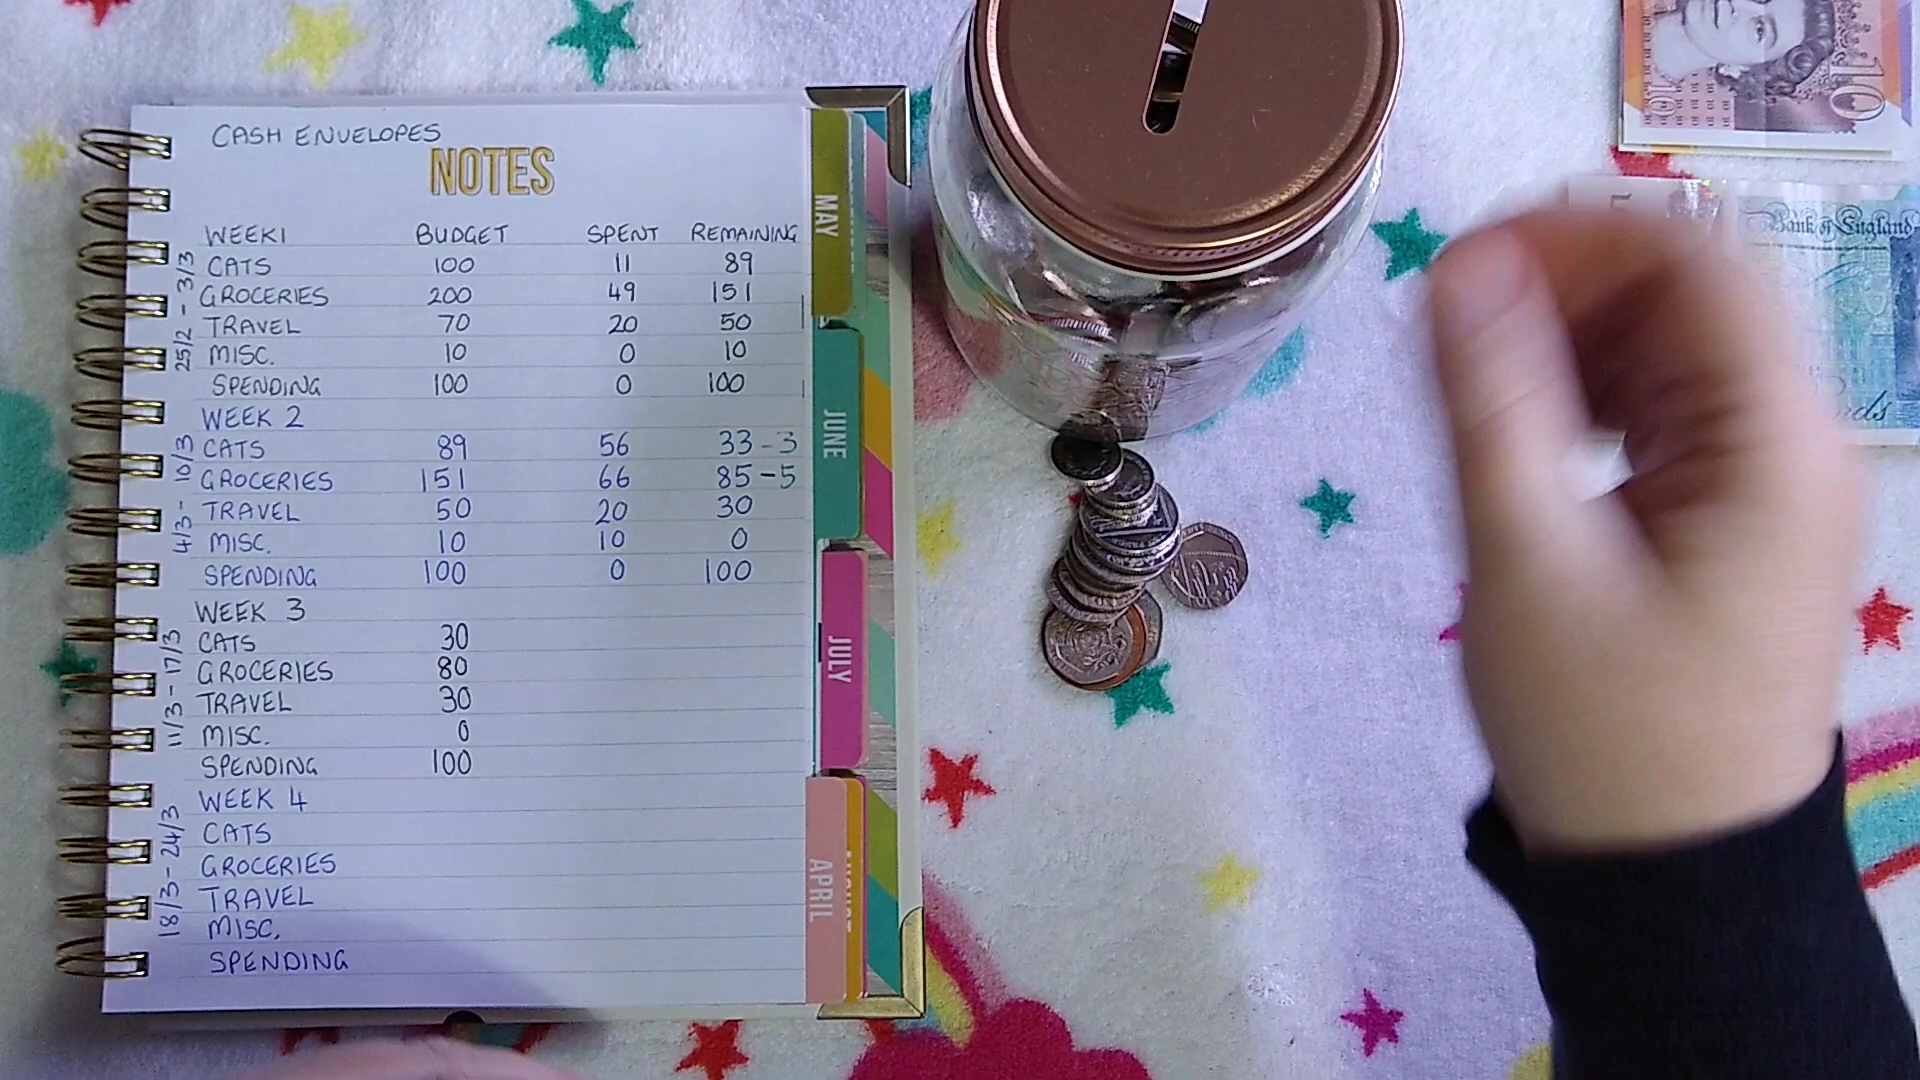 CASH ENVELOPES
NOTES
WEEK1 BUDGET SPENT REMAINING
25/2 - 3/3
CATS 100 11 89
GROCERIES 200 49 151
TRAVEL 70 20 50
MISC. 10 0 10
SPENDING 100 0 100
WEEK 2
4/3 - 10/3
CATS 89 56 33 - 3
GROCERIES 151 66 85 - 5
TRAVEL 50 20 30
MISC. 10 10 0
SPENDING 100 0 100
WEEK 3
11/3 - 17/3
CATS 30
GROCERIES 80
TRAVEL 30
MISC. 0
SPENDING 100
WEEK 4
18/3 - 24/3
CATS
GROCERIES
TRAVEL
MISC.
SPENDING
MAY
JUNE
JULY
APRIL
10
Bank of England